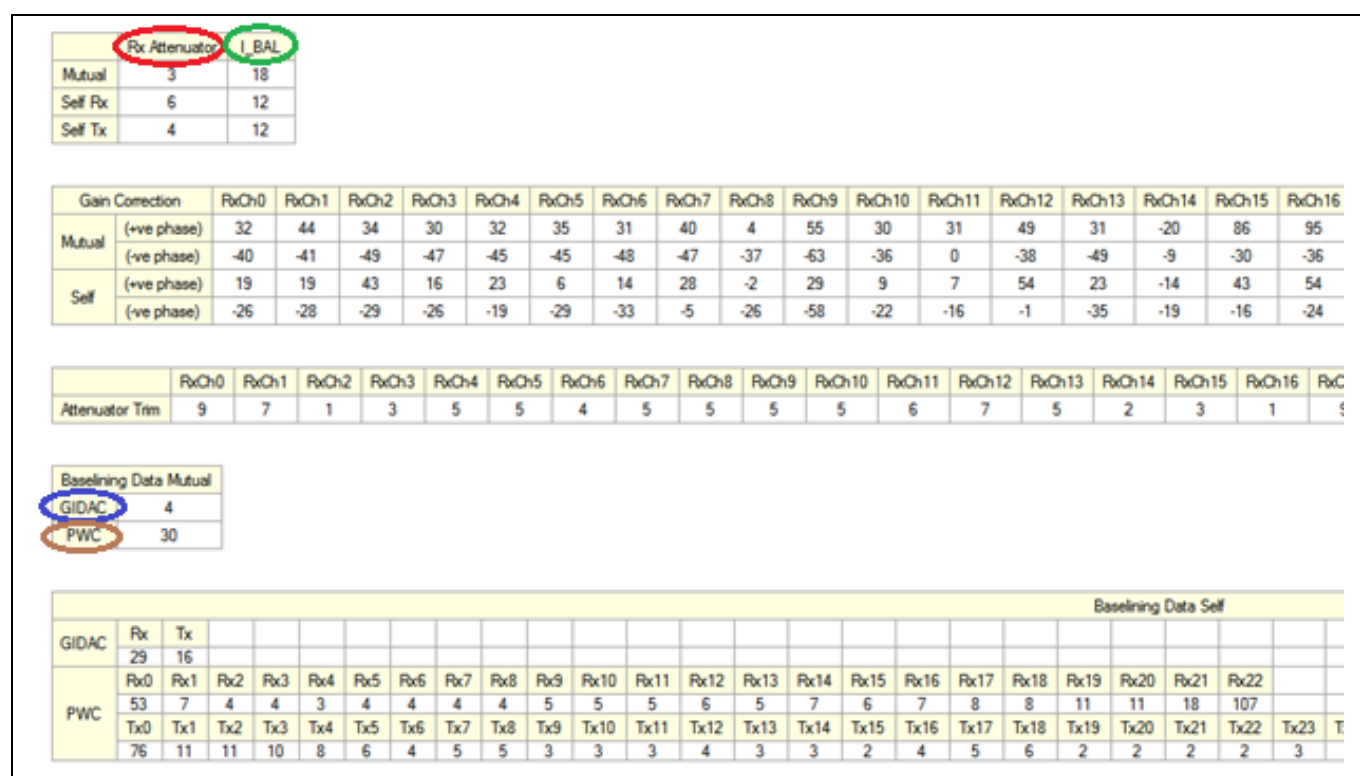 Rx Attenuator I_BAL
Mutual 3 18
Self Rx 6 12
Self Tx 4 12
Gain Correction RxCh0 RxCh1 RxCh2 RxCh3 RxCh4 RxCh5 RxCh6 RxCh7 RxCh8 RxCh9 RxCh10 RxCh11 RxCh12 RxCh13 RxCh14 RxCh15 RxCh16
Mutual (+ve phase) 32 44 34 30 32 35 31 40 4 55 30 31 49 31 -20 86 95
(-ve phase) -40 -41 -49 -47 -45 -45 -48 -47 -37 -63 -36 0 -38 -49 -9 -30 -36
Self (+ve phase) 19 19 43 16 23 6 14 28 -2 29 9 7 54 23 -14 43 54
(-ve phase) -26 -28 -29 -26 -19 -29 -33 -5 -26 -58 -22 -16 -1 -35 -19 -16 -24
RxCh0 RxCh1 RxCh2 RxCh3 RxCh4 RxCh5 RxCh6 RxCh7 RxCh8 RxCh9 RxCh10 RxCh11 RxCh12 RxCh13 RxCh14 RxCh15 RxCh16
Attenuator Trim 9 7 1 3 5 5 4 5 5 5 5 6 7 5 2 3 1
Baselining Data Mutual
GIDAC 4
PWC 30
Baselining Data Self
GIDAC Rx Tx
29 16
PWC Rx0 Rx1 Rx2 Rx3 Rx4 Rx5 Rx6 Rx7 Rx8 Rx9 Rx10 Rx11 Rx12 Rx13 Rx14 Rx15 Rx16 Rx17 Rx18 Rx19 Rx20 Rx21 Rx22
53 7 4 4 3 4 4 4 4 5 5 5 6 5 7 6 7 8 8 11 11 18 107
Tx0 Tx1 Tx2 Tx3 Tx4 Tx5 Tx6 Tx7 Tx8 Tx9 Tx10 Tx11 Tx12 Tx13 Tx14 Tx15 Tx16 Tx17 Tx18 Tx19 Tx20 Tx21 Tx22 Tx23
76 11 11 10 8 6 4 5 5 3 3 3 4 3 3 2 4 5 6 2 2 2 2 3